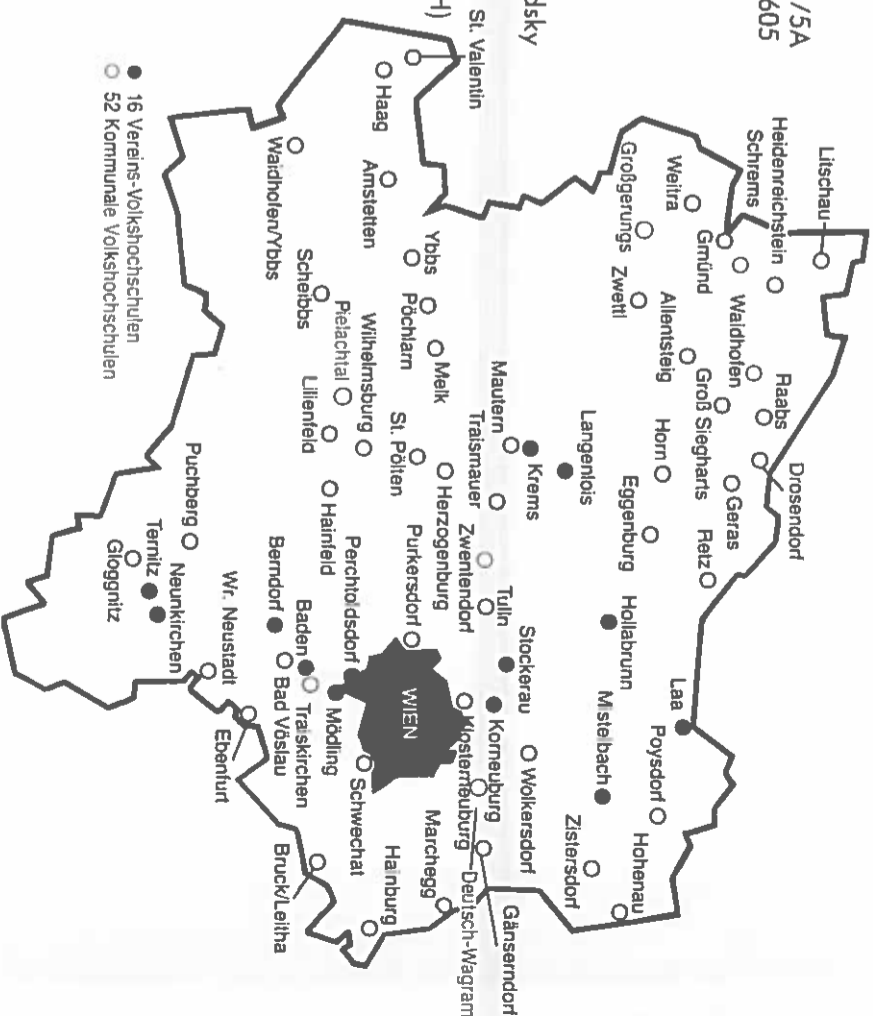 /5A
605
dsky
H)
Litschau
Heidenreichstein
Schrems
Raabs
Drosendorf
Waidhofen
Gmünd
Weitra
Groß Siegharts
Geras
Retz
Laa
Poysdorf
Allentsteig
Horn
Großgerungs
Zwettl
Eggenburg
Hollabrunn
Mistelbach
Hohenau
Zistersdorf
Langenlois
Krems
Mautern
Stockerau
Wolkersdorf
Gänserndorf
Tulln
Korneuburg
Traismauer
Zwentendorf
Klosterneuburg
Deutsch-Wagram
St. Valentin
Ybbs
Pöchlarn
Melk
Herzogenburg
Marchegg
Haag
Amstetten
St. Pölten
Purkersdorf
WIEN
Wilhelmsburg
Perchtoldsdorf
Schwechat
Hainburg
Pielachtal
Scheibbs
Lilienfeld
Hainfeld
Mödling
Waidhofen/Ybbs
Baden
Traiskirchen
Berndorf
Bad Vöslau
Bruck/Leitha
Wr. Neustadt
Ebenfurt
Puchberg
Neunkirchen
Ternitz
Gloggnitz
16 Vereins-Volkshochschulen
52 Kommunale Volkshochschulen